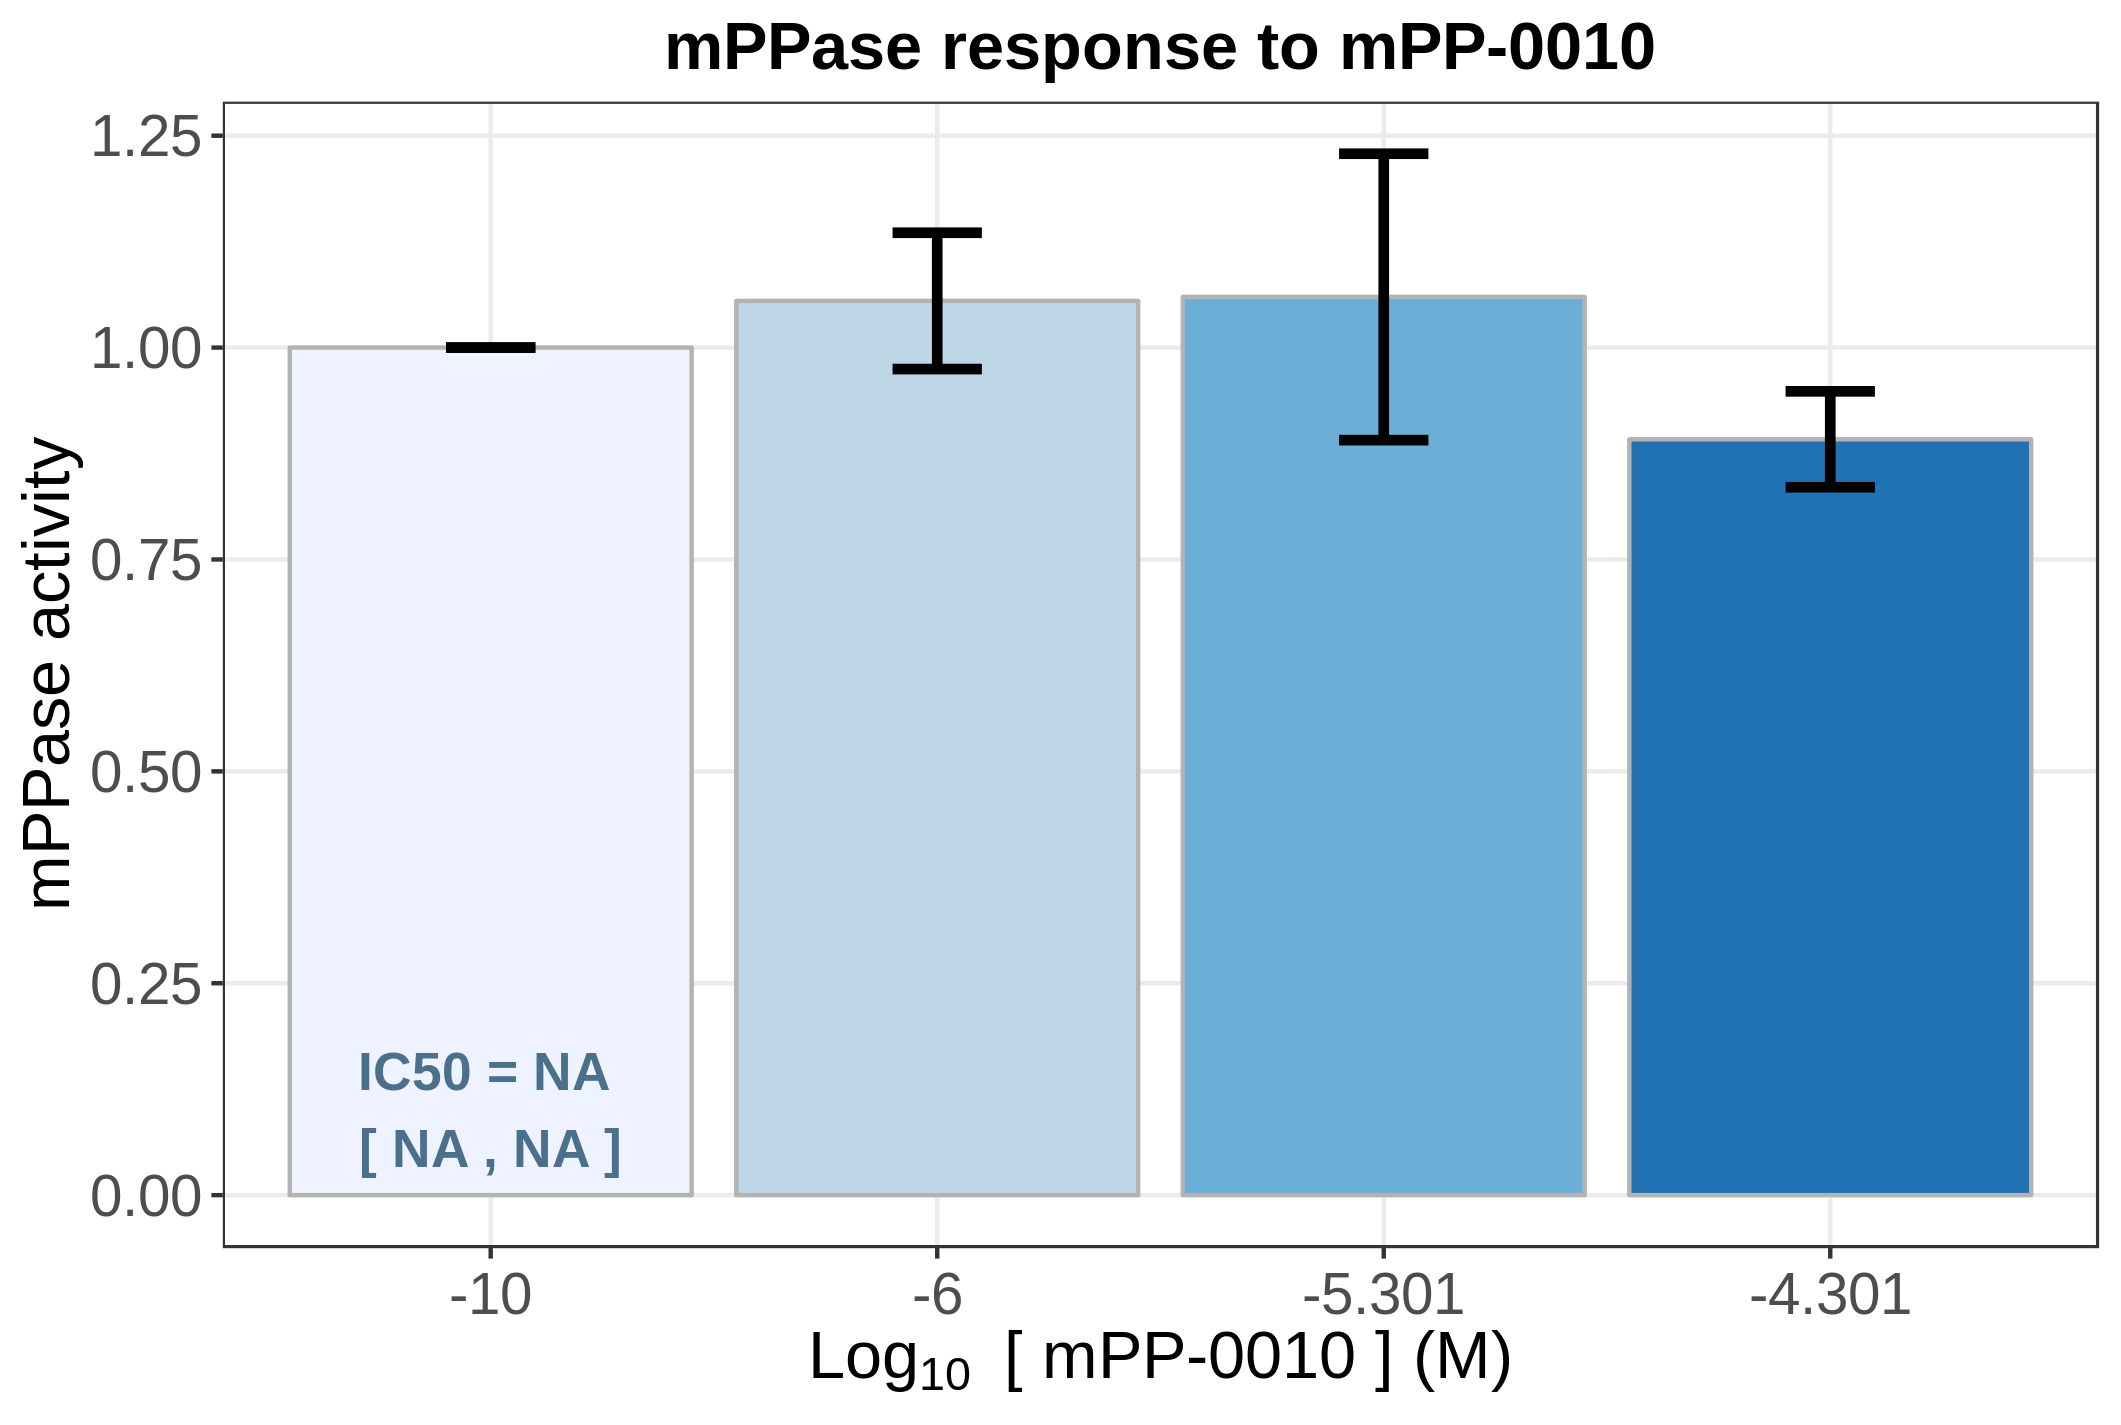 mPPase response to mPP-0010
mPPase activity
1.25
1.00
0.75
0.50
0.25
0.00
IC50 = NA
[ NA , NA ]
-10
-6
-5.301
-4.301
Log₁₀ [ mPP-0010 ] (M)